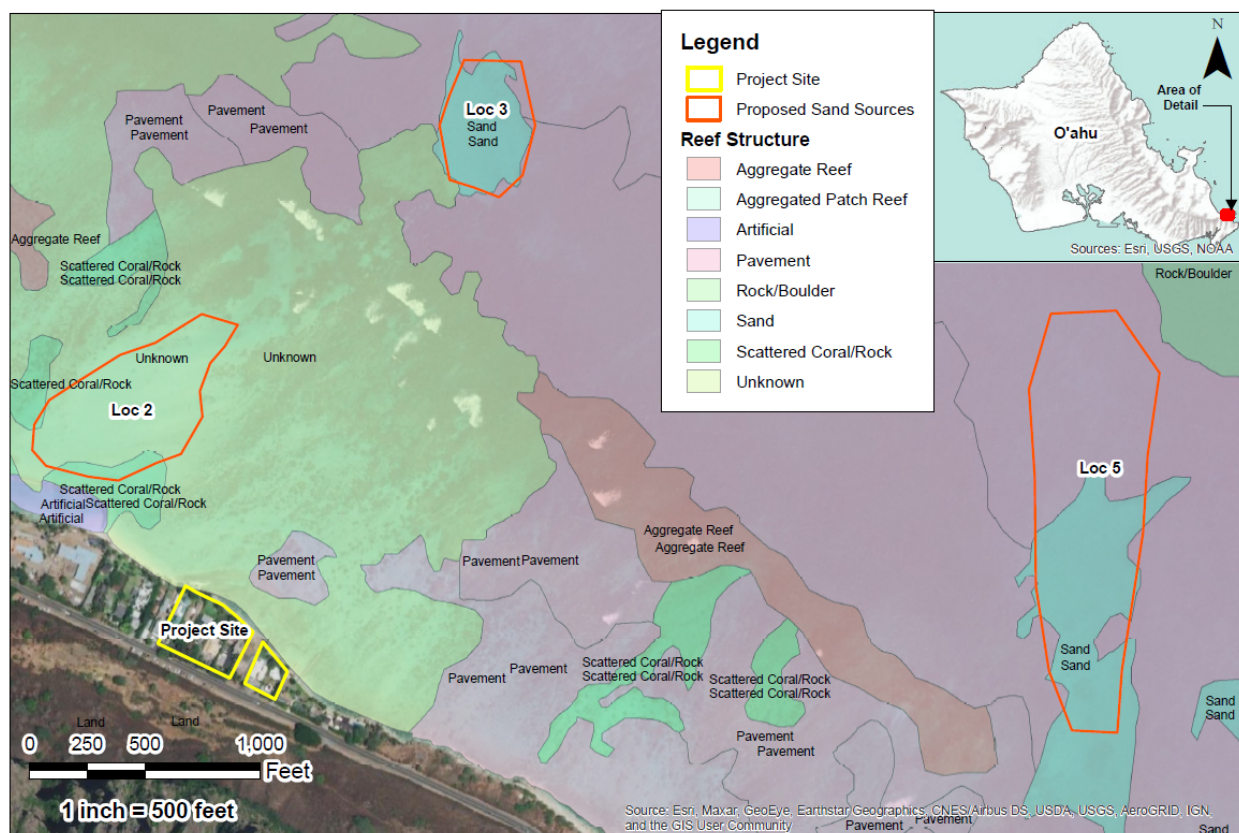 Legend
Project Site
Proposed Sand Sources
Reef Structure
Aggregate Reef
Aggregated Patch Reef
Artificial
Pavement
Rock/Boulder
Sand
Scattered Coral/Rock
Unknown
N
Area of
Detail
O'ahu
Sources: Esri, USGS, NOAA
Rock/Boulder
Loc 3
Sand
Sand
Pavement
Pavement
Pavement
Pavement
Aggregate Reef
Scattered Coral/Rock
Scattered Coral/Rock
Unknown
Unknown
Scattered Coral/Rock
Loc 2
Scattered Coral/Rock
Scattered Coral/Rock
Artificial
Artificial
Loc 5
Aggregate Reef
Aggregate Reef
Pavement
Pavement
Pavement
Pavement
Project Site
Pavement
Pavement
Scattered Coral/Rock
Scattered Coral/Rock
Scattered Coral/Rock
Scattered Coral/Rock
Sand
Sand
Sand
Sand
Pavement
Pavement
Land
Land
0 250 500 1,000
Feet
1 inch = 500 feet
Source: Esri, Maxar, GeoEye, Earthstar Geographics, CNES/Airbus DS, USDA, USGS, AeroGRID, IGN,
and the GIS User Community
Pavement
Pavement
Sand